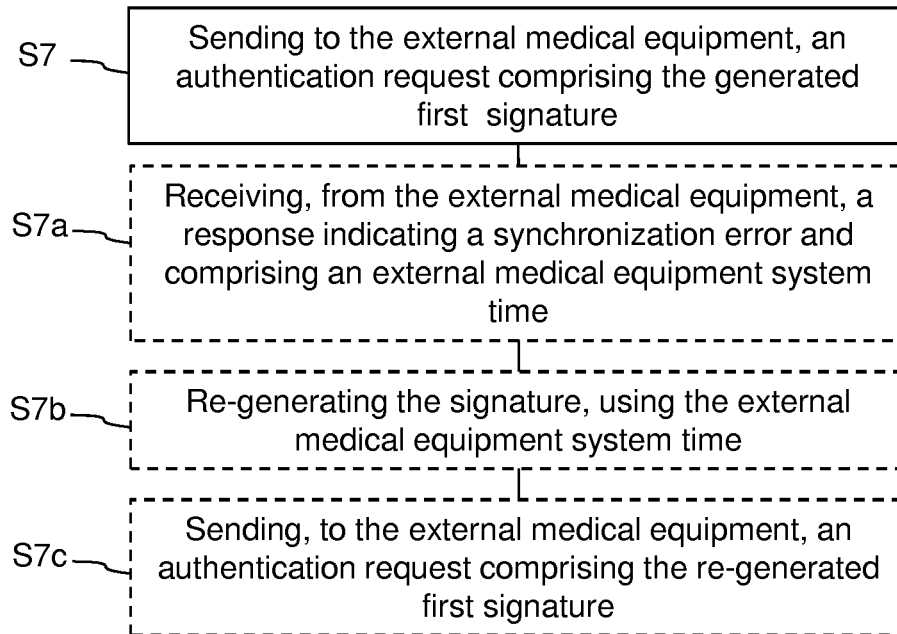 S7
Sending to the external medical equipment, an
authentication request comprising the generated
first signature
S7a
Receiving, from the external medical equipment, a
response indicating a synchronization error and
comprising an external medical equipment system
time
S7b
Re-generating the signature, using the external
medical equipment system time
S7c
Sending, to the external medical equipment, an
authentication request comprising the re-generated
first signature